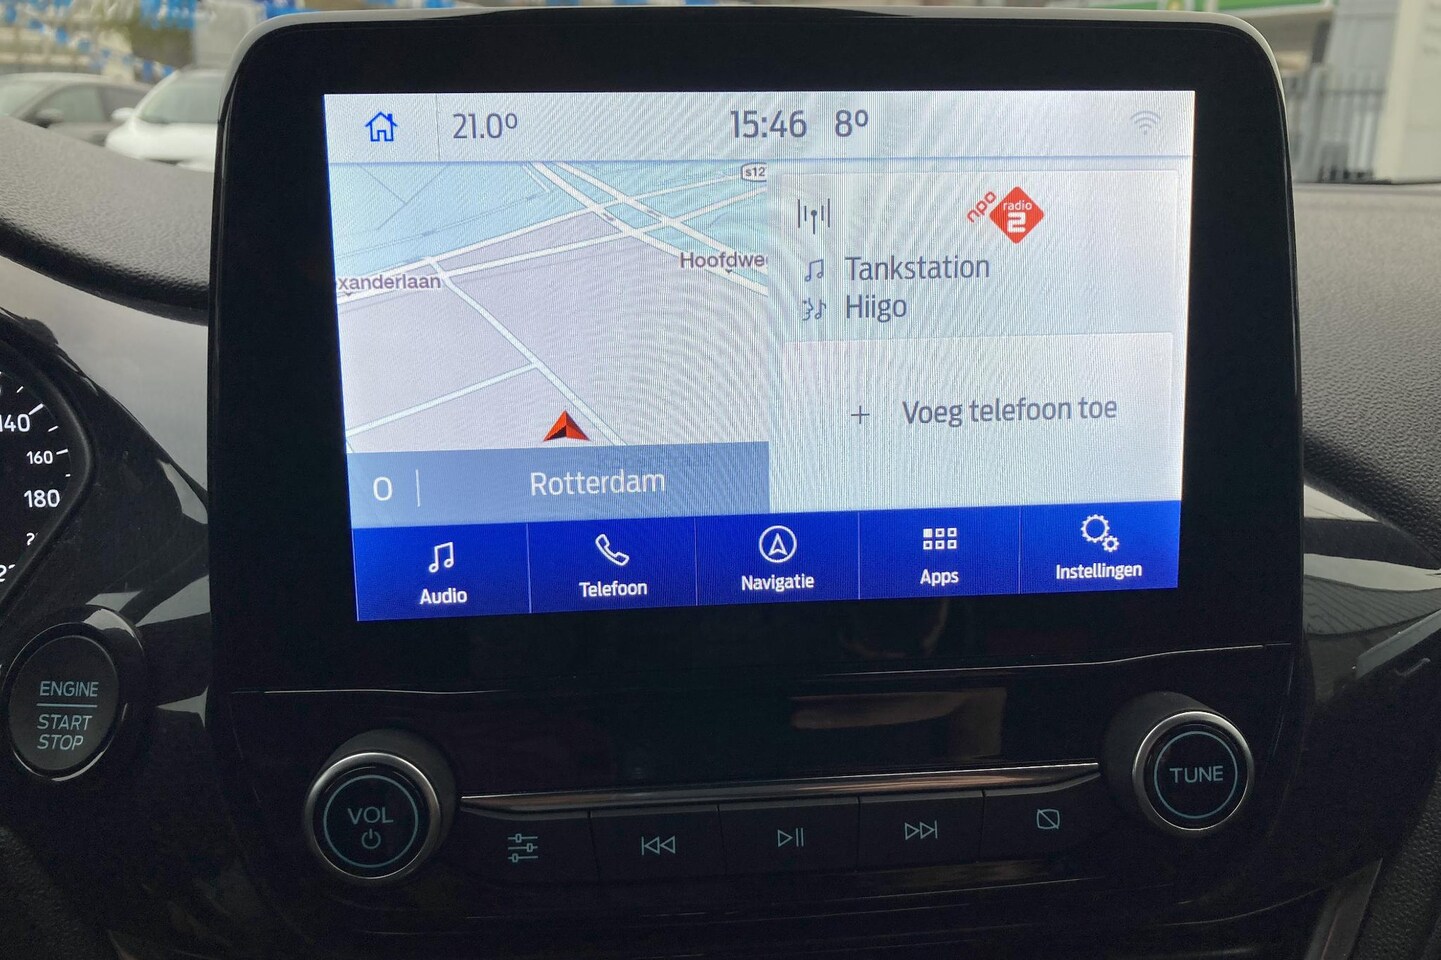 21.0º
15:46 8º
s12
npo radio 2
Tankstation
Hiigo
Hoofdwe
xanderlaan
Voeg telefoon toe
0
Rotterdam
Audio
Telefoon
Navigatie
Apps
Instellingen
140
160
180
ENGINE
START
STOP
VOL
TUNE